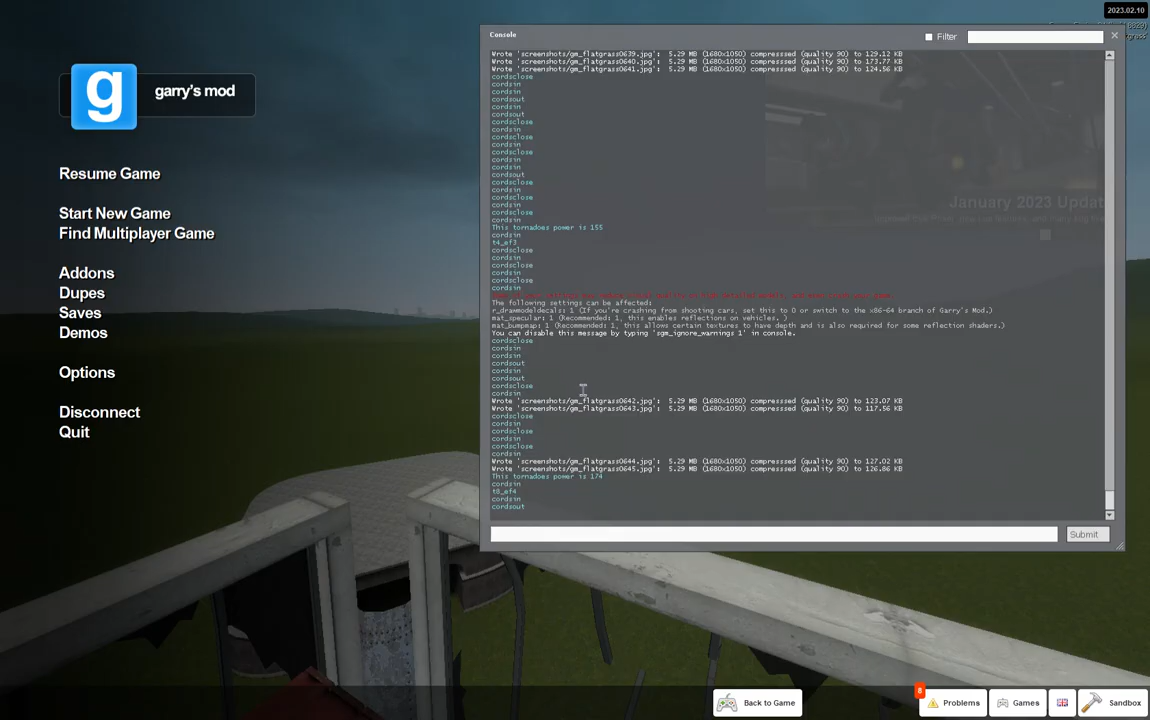 2023.02.10
Console
Filter
garry's mod
Resume Game
Start New Game
Find Multiplayer Game
Addons
Dupes
Saves
Demos
Options
Disconnect
Quit
Wrote 'screenshots/gm_flatgrass0639.jpg':  5.29 MB (1680x1050) compresssed (quality 90) to 129.12 KB
Wrote 'screenshots/gm_flatgrass0640.jpg':  5.29 MB (1680x1050) compresssed (quality 90) to 173.77 KB
Wrote 'screenshots/gm_flatgrass0641.jpg':  5.29 MB (1680x1050) compresssed (quality 90) to 124.56 KB
cordsclose
cordsin
cordsin
cordsout
cordsin
cordsout
cordsclose
cordsin
cordsclose
cordsin
cordsclose
cordsin
cordsin
cordsout
cordsclose
cordsin
cordsclose
cordsin
cordsclose
cordsin
This tornadoes power is 155
cordsin
t4_ef3
cordsclose
cordsin
cordsclose
cordsin
cordsclose
cordsin
The following settings can be affected:
r_drawmodeldecals: 1 (If you're crashing from shooting cars, set this to 0 or switch to the x86-64 branch of Garry's Mod.)
mat_specular: 1 (Recommended: 1, this enables reflections on vehicles. )
mat_bumpmap: 1 (Recommended: 1, this allows certain textures to have depth and is also required for some reflection shaders.)
You can disable this message by typing 'sgm_ignore_warnings 1' in console.
cordsclose
cordsin
cordsin
cordsout
cordsin
cordsout
cordsclose
cordsin
Wrote 'screenshots/gm_flatgrass0642.jpg':  5.29 MB (1680x1050) compresssed (quality 90) to 123.07 KB
Wrote 'screenshots/gm_flatgrass0643.jpg':  5.29 MB (1680x1050) compresssed (quality 90) to 117.56 KB
cordsclose
cordsin
cordsclose
cordsin
cordsclose
cordsin
Wrote 'screenshots/gm_flatgrass0644.jpg':  5.29 MB (1680x1050) compresssed (quality 90) to 127.02 KB
Wrote 'screenshots/gm_flatgrass0645.jpg':  5.29 MB (1680x1050) compresssed (quality 90) to 126.86 KB
This tornadoes power is 174
cordsin
t8_ef4
cordsin
cordsout
January 2023 Updat
Submit
Back to Game
8
Problems
Games
Sandbox